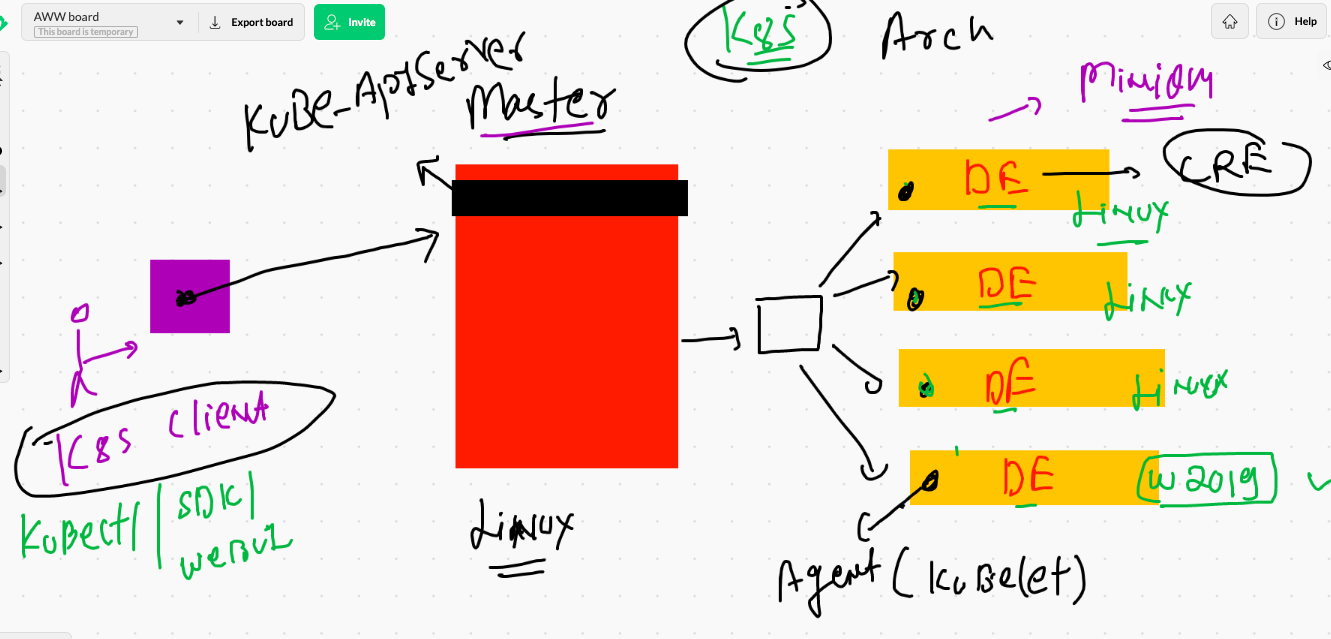 AWW board
This board is temporary
Export board
Invite
Help
K8S Arch
KuBE-ApiServer
Master
Minion
DE
CRE
Linux
DE
Linux
DE
Linux
DE
W 2019
K8S client
KuBectl | SDK |
WEBUI
Linux
Agent (KuBelet)